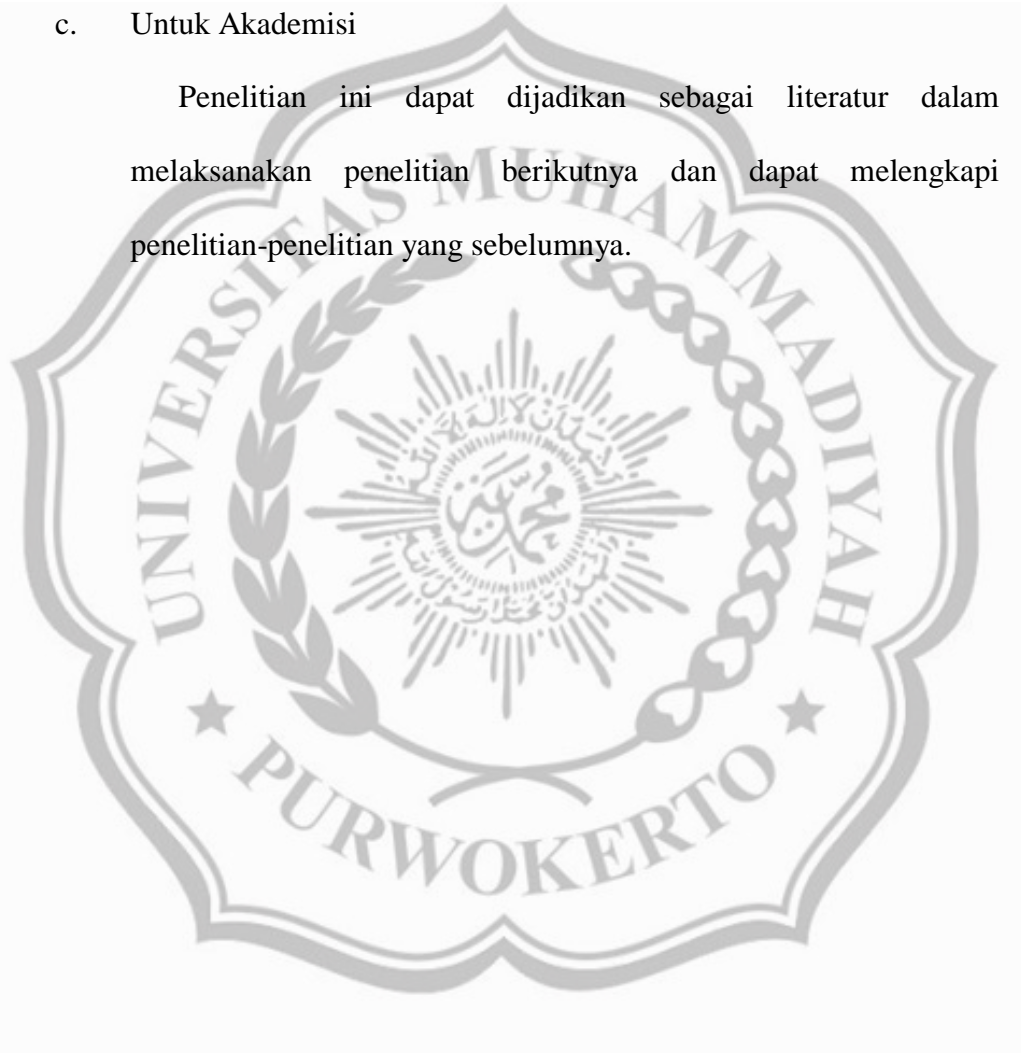 c. Untuk Akademisi
Penelitian ini dapat dijadikan sebagai literatur dalam
melaksanakan penelitian berikutnya dan dapat melengkapi
penelitian-penelitian yang sebelumnya.
UNIVERSITAS MUHAMMADIYAH
PURWOKERTO
محمدية